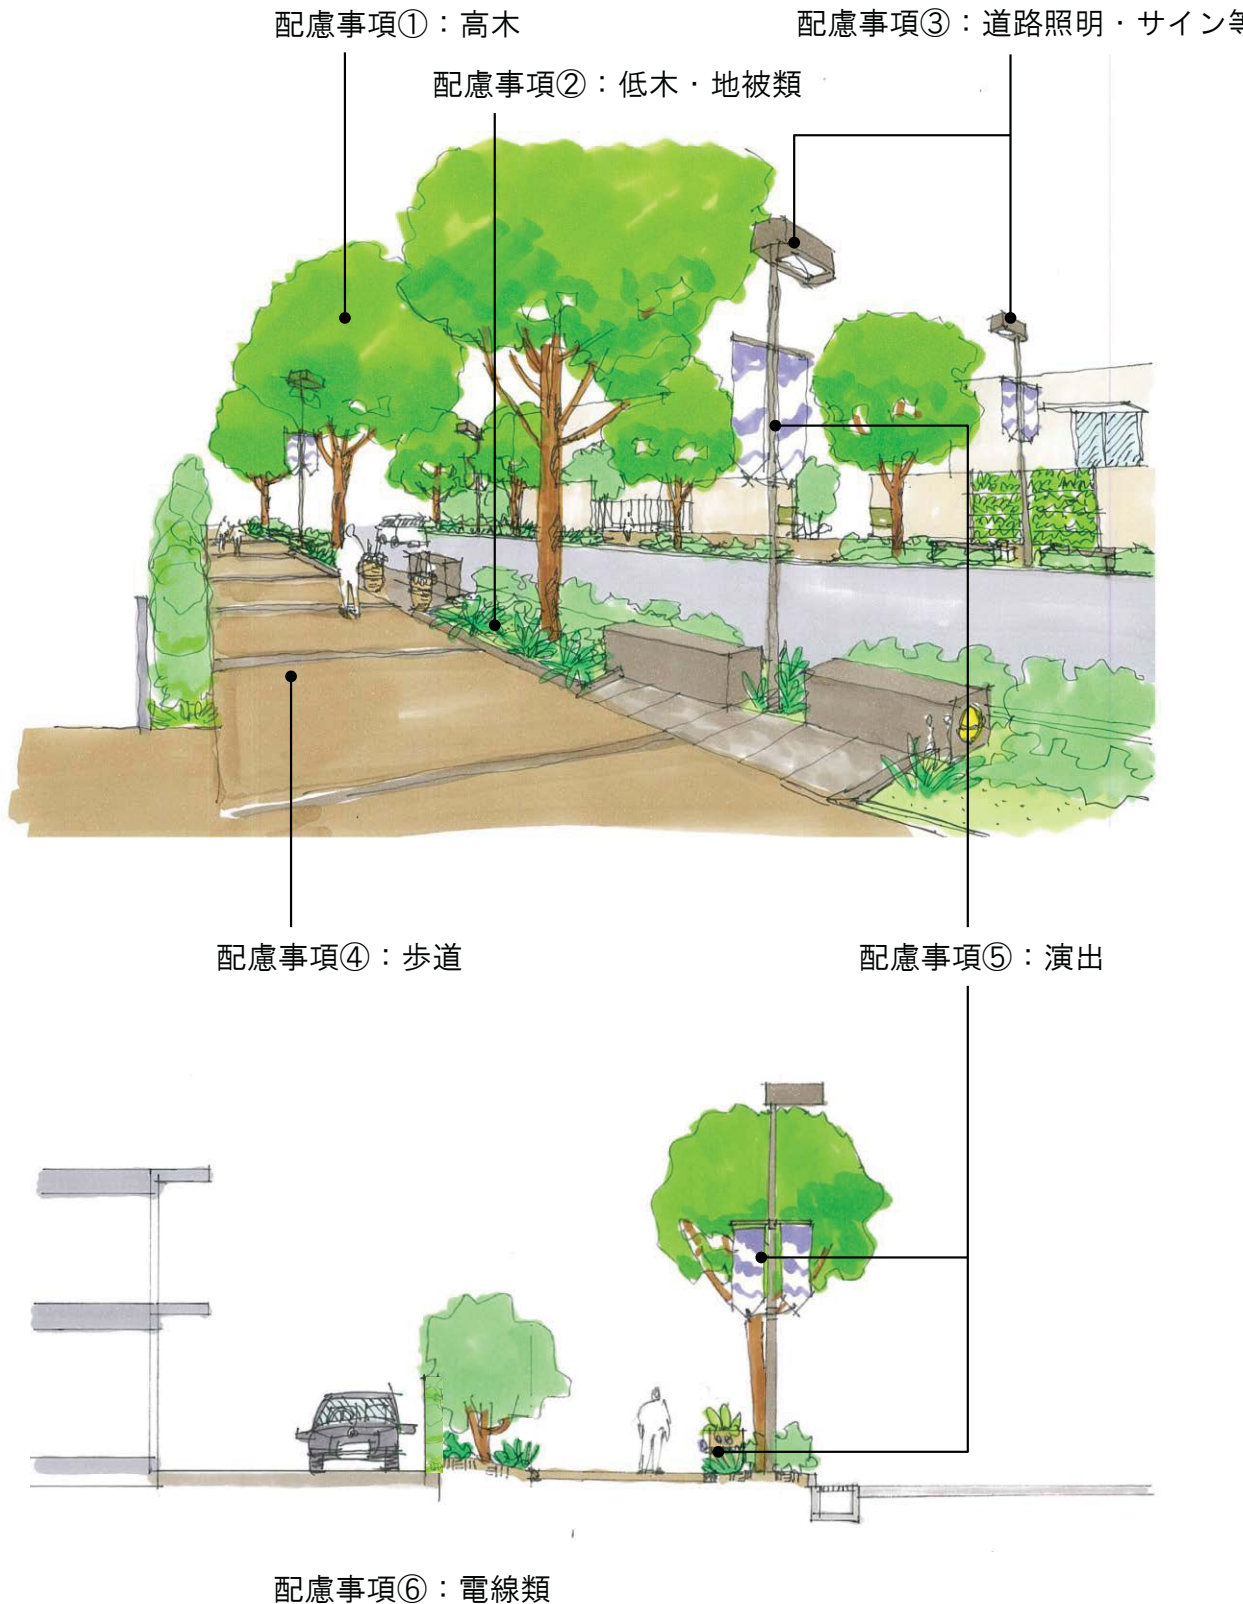 配慮事項①：高木
配慮事項③：道路照明・サイン等
配慮事項②：低木・地被類
配慮事項④：歩道
配慮事項⑤：演出
配慮事項⑥：電線類